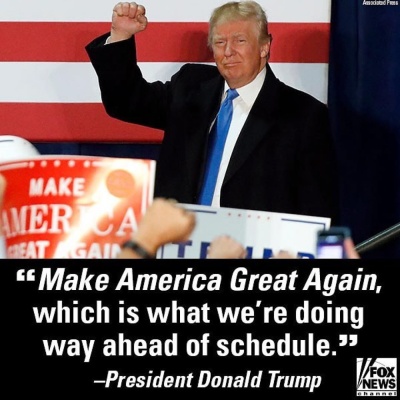 Associated Press
MAKE
AMERICA
GREAT AGAIN
TRUMP
“Make America Great Again,
which is what we’re doing
way ahead of schedule.”
–President Donald Trump
FOX
NEWS
channel